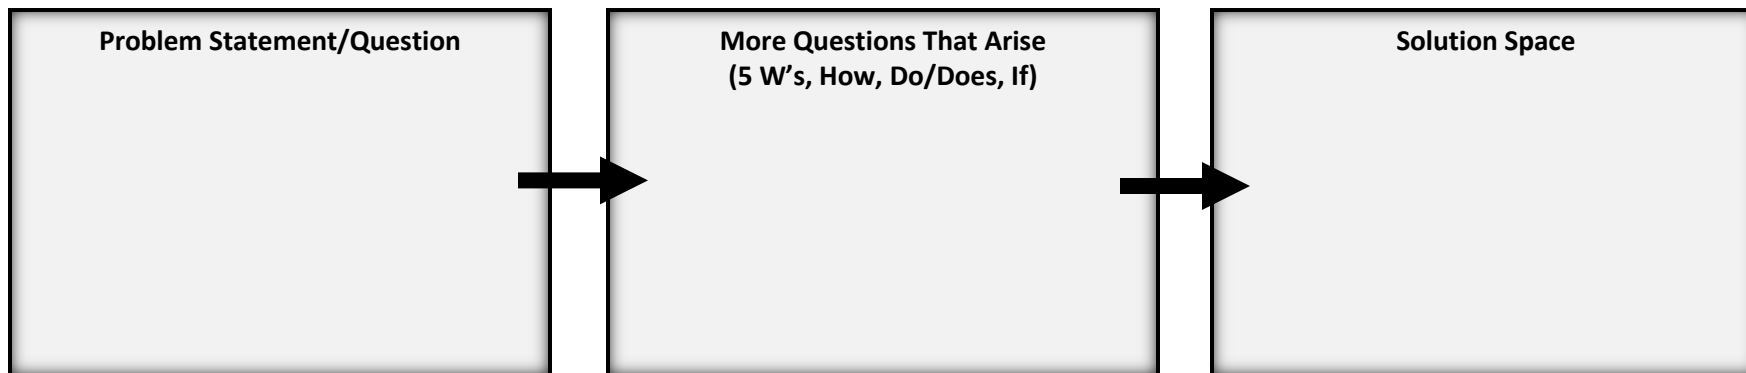 Problem Statement/Question
More Questions That Arise
(5 W’s, How, Do/Does, If)
Solution Space